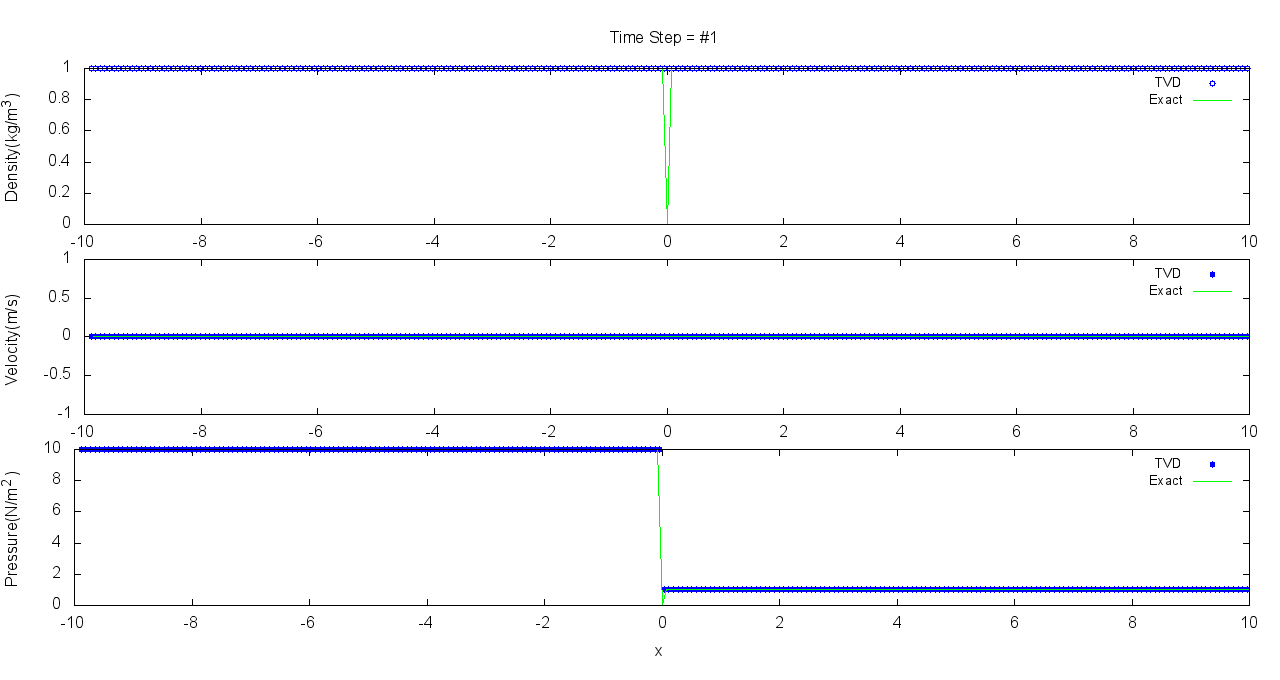 Time Step = #1
Density(kg/m3)
1
0.8
0.6
0.4
0.2
0
TVD
Exact
-10 -8 -6 -4 -2 0 2 4 6 8 10
Velocity(m/s)
1
0.5
0
-0.5
-1
TVD
Exact
-10 -8 -6 -4 -2 0 2 4 6 8 10
Pressure(N/m2)
10
8
6
4
2
0
TVD
Exact
-10 -8 -6 -4 -2 0 2 4 6 8 10
x